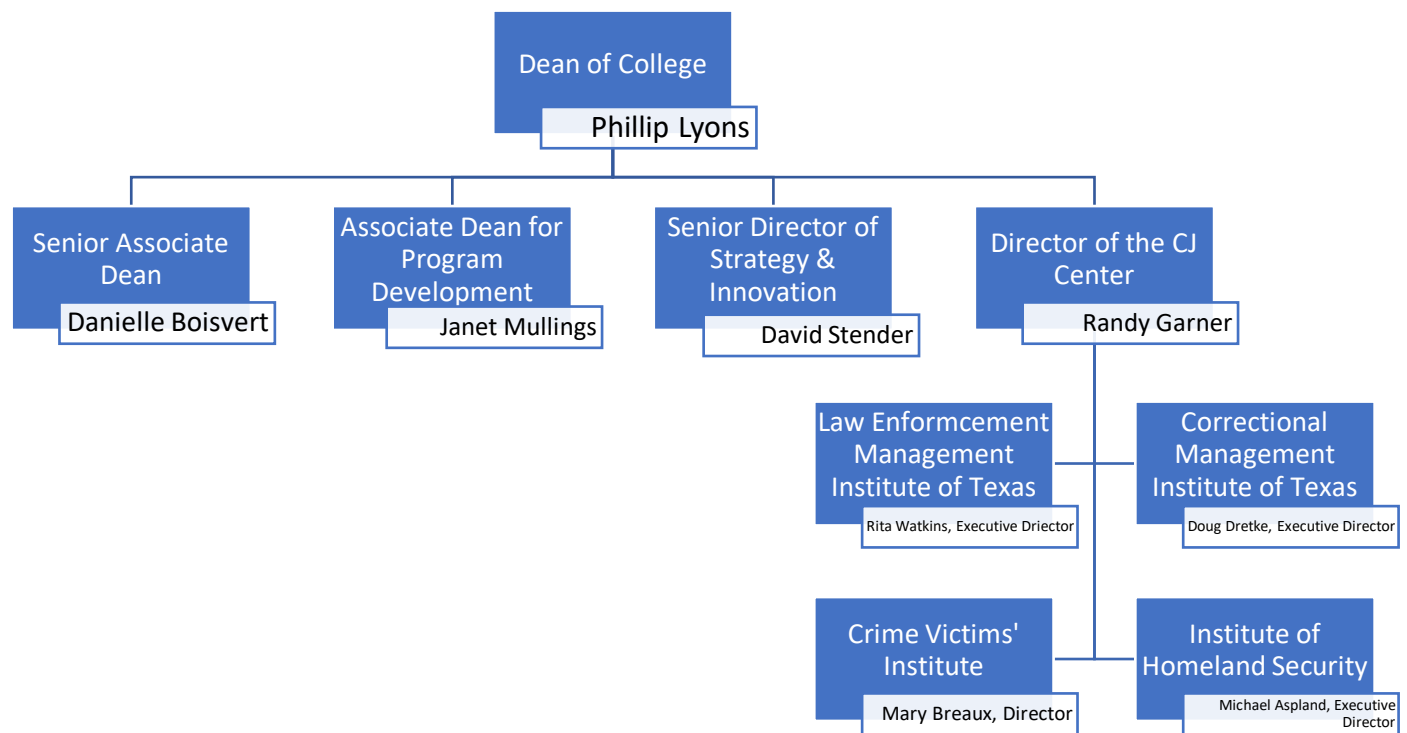 Dean of College
Phillip Lyons
Senior Associate
Dean
Danielle Boisvert
Associate Dean for
Program
Development
Janet Mullings
Senior Director of
Strategy &
Innovation
David Stender
Director of the CJ
Center
Randy Garner
Law Enformcement
Management
Institute of Texas
Rita Watkins, Executive Driector
Correctional
Management
Institute of Texas
Doug Dretke, Executive Director
Crime Victims'
Institute
Mary Breaux, Director
Institute of
Homeland Security
Michael Aspland, Executive
Director